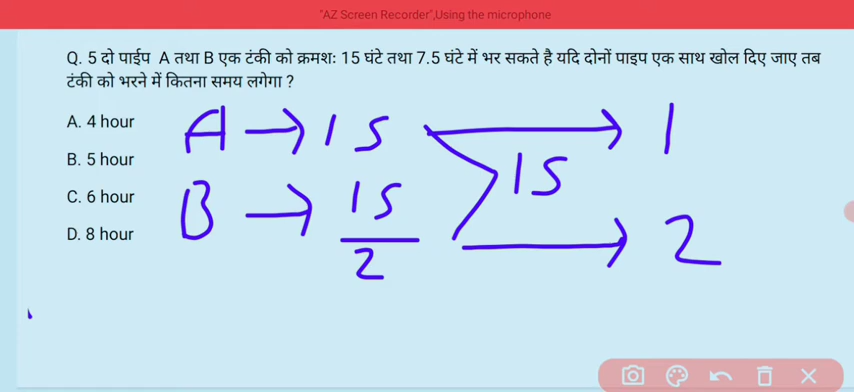 "AZ Screen Recorder",Using the microphone
Q. 5 दो पाईप A तथा B एक टंकी को क्रमशः 15 घंटे तथा 7.5 घंटे में भर सकते है यदि दोनों पाइप एक साथ खोल दिए जाए तब
टंकी को भरने में कितना समय लगेगा ?
A. 4 hour
B. 5 hour
C. 6 hour
D. 8 hour
A → 15 → 1
15
B → 15/2 → 2